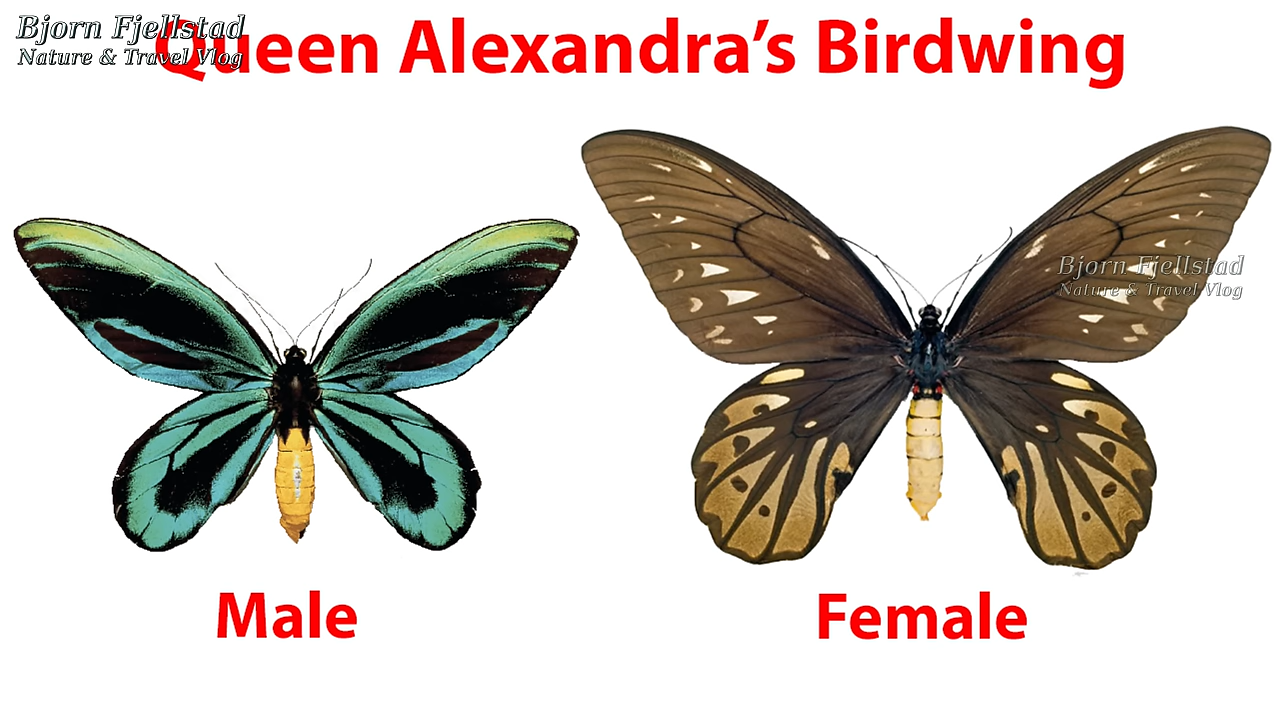 Bjorn Fjellstad
Nature & Travel Vlog
Queen Alexandra’s Birdwing
Bjorn Fjellstad
Nature & Travel Vlog
Male
Female